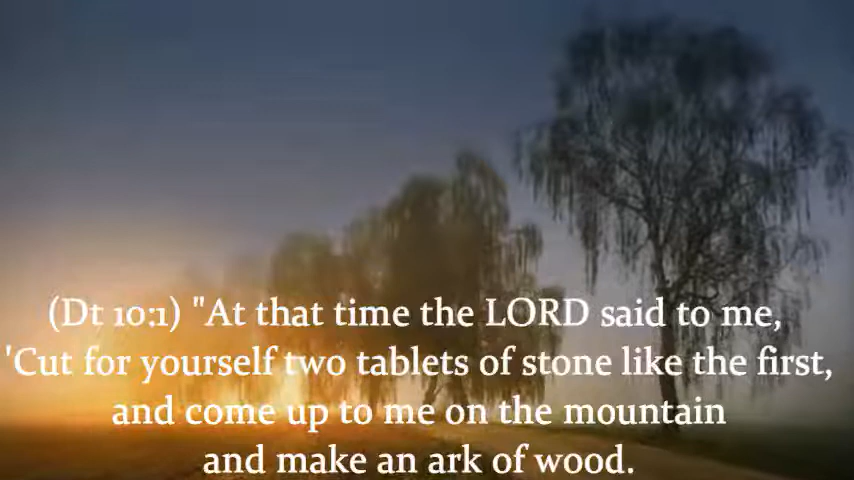 (Dt 10:1) "At that time the LORD said to me,
'Cut for yourself two tablets of stone like the first,
and come up to me on the mountain
and make an ark of wood.